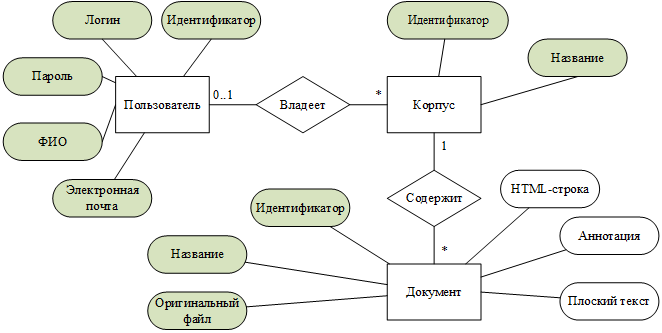 Логин
Идентификатор
Идентификатор
Название
Пароль
Пользователь
0..1
Владеет
*
Корпус
ФИО
1
Электронная
почта
Идентификатор
Содержит
HTML-строка
Название
*
Аннотация
Оригинальный
файл
Документ
Плоский текст